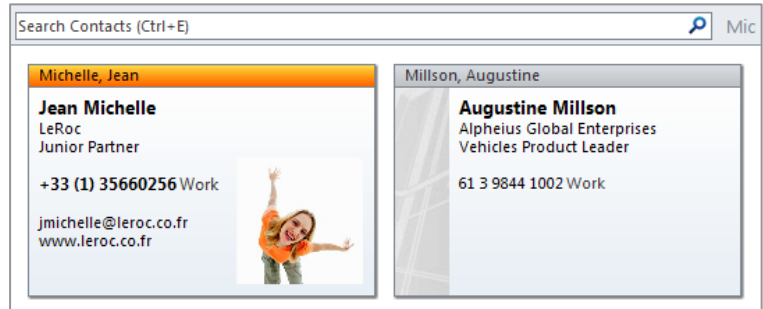 Search Contacts (Ctrl+E)
Mic
Michelle, Jean
Jean Michelle
LeRoc
Junior Partner
+33 (1) 35660256 Work
jmichelle@leroc.co.fr
www.leroc.co.fr
Millson, Augustine
Augustine Millson
Alpheius Global Enterprises
Vehicles Product Leader
61 3 9844 1002 Work